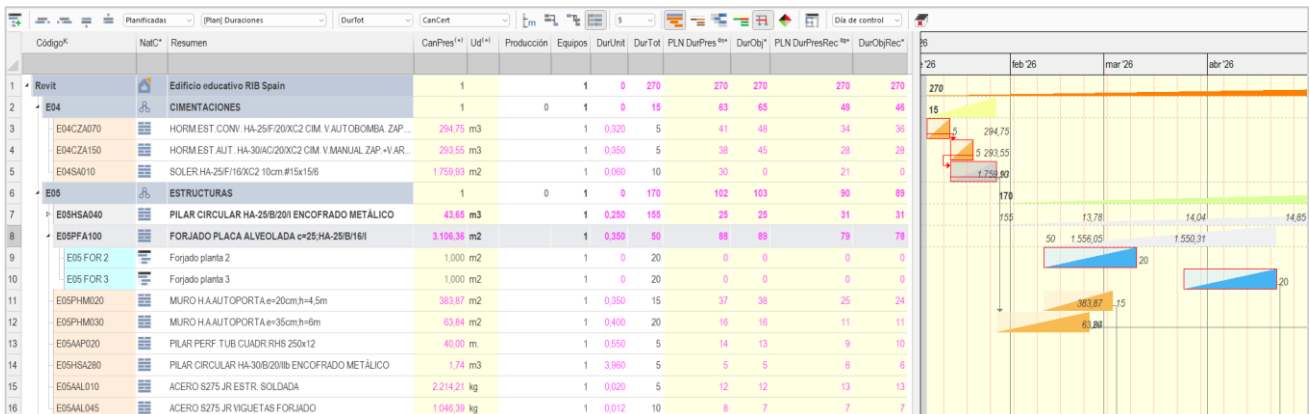 Planificadas [Plan] Duraciones DurTot CanCert S Día de control
Código NatC* Resumen CanPres(+) Ud(+) Producción Equipos DurUnit DurTot PLN DurPres DurObj* PLN DurPresRec DurObjRec*
'26 feb '26 mar '26 abr '26
1 Revit Edificio educativo RIB Spain 1 1 0 270 270 270 270 270 270
2 E04 CIMENTACIONES 1 0 1 0 15 63 65 49 46 15
3 E04CZA070 HORM.EST.CONV. HA-25/F/20/XC2 CIM. V.AUTOBOMBA. ZAP... 294,75 m3 1 0,320 5 41 48 34 36 5 294,75
4 E04CZA150 HORM.EST.AUT. HA-30/AC/20/XC2 CIM. V.MANUAL ZAP.+V.AR... 293,55 m3 1 0,350 5 38 45 28 28 5 293,55
5 E04SA010 SOLER.HA-25/F/16/XC2 10cm.#15x15/6 1.759,93 m2 1 0,060 10 30 0 21 0
6 E05 ESTRUCTURAS 1 0 1 0 170 102 103 90 89 170
7 E05HSA040 PILAR CIRCULAR HA-25/B/20/I ENCOFRADO METÁLICO 43,65 m3 1 0,250 155 25 25 31 31 155 13,78 14,04 14,85
8 E05PFA100 FORJADO PLACA ALVEOLADA c=25;HA-25/B/16/I 3.106,36 m2 1 0,350 50 88 89 79 78 50 1.556,05 1.550,31
9 E05 FOR 2 Forjado planta 2 1,000 m2 1 0 20 0 0 0 0 20
10 E05 FOR 3 Forjado planta 3 1,000 m2 1 0 20 0 0 0 0 20
11 E05PHM020 MURO H.A.AUTOPORTA.e=20cm;h=4,5m 383,87 m2 1 0,350 15 37 38 25 24 383,87 15
12 E05PHM030 MURO H.A.AUTOPORTA.e=35cm;h=6m 63,84 m2 1 0,400 20 16 16 11 11
13 E05AAP020 PILAR PERF. TUB.CUADR.RHS 250x12 40,00 m. 1 0,550 5 14 13 9 10
14 E05HSA280 PILAR CIRCULAR HA-30/B/20/IIb ENCOFRADO METÁLICO 1,74 m3 1 3,960 5 5 5 6 6
15 E05AAL010 ACERO S275 JR ESTR. SOLDADA 2.214,21 kg 1 0,020 5 12 12 13 13
16 E05AAL045 ACERO S275 JR VIGUETAS FORJADO 1.046,39 kg 1 0,012 10 8 7 7 7